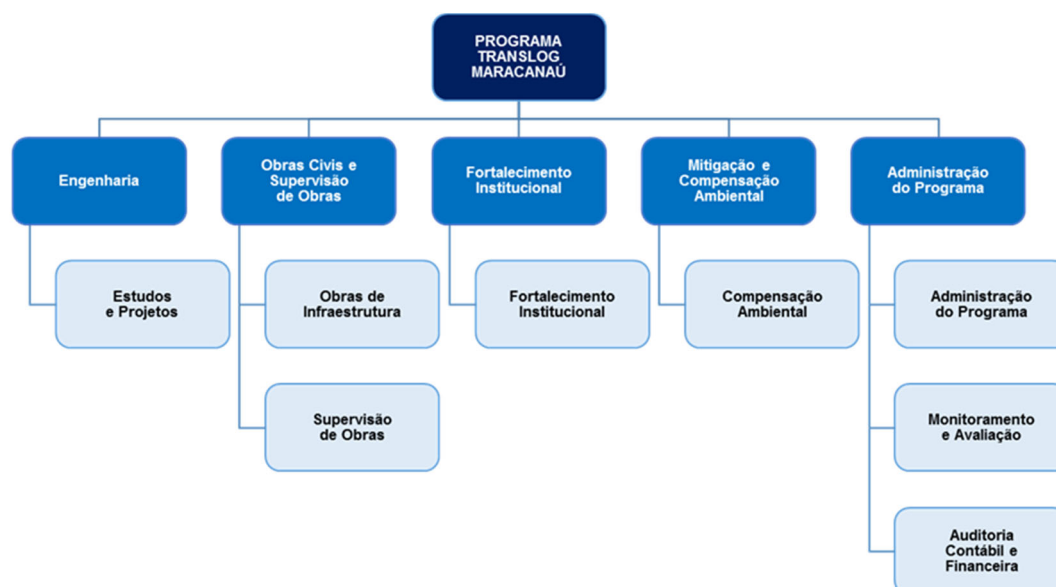 PROGRAMA
TRANSLOG
MARACANAÚ
Engenharia
Obras Civis e
Supervisão
de Obras
Fortalecimento
Institucional
Mitigação e
Compensação
Ambiental
Administração
do Programa
Estudos
e Projetos
Obras de
Infraestrutura
Fortalecimento
Institucional
Compensação
Ambiental
Administração
do Programa
Supervisão
de Obras
Monitoramento
e Avaliação
Auditoria
Contábil e
Financeira